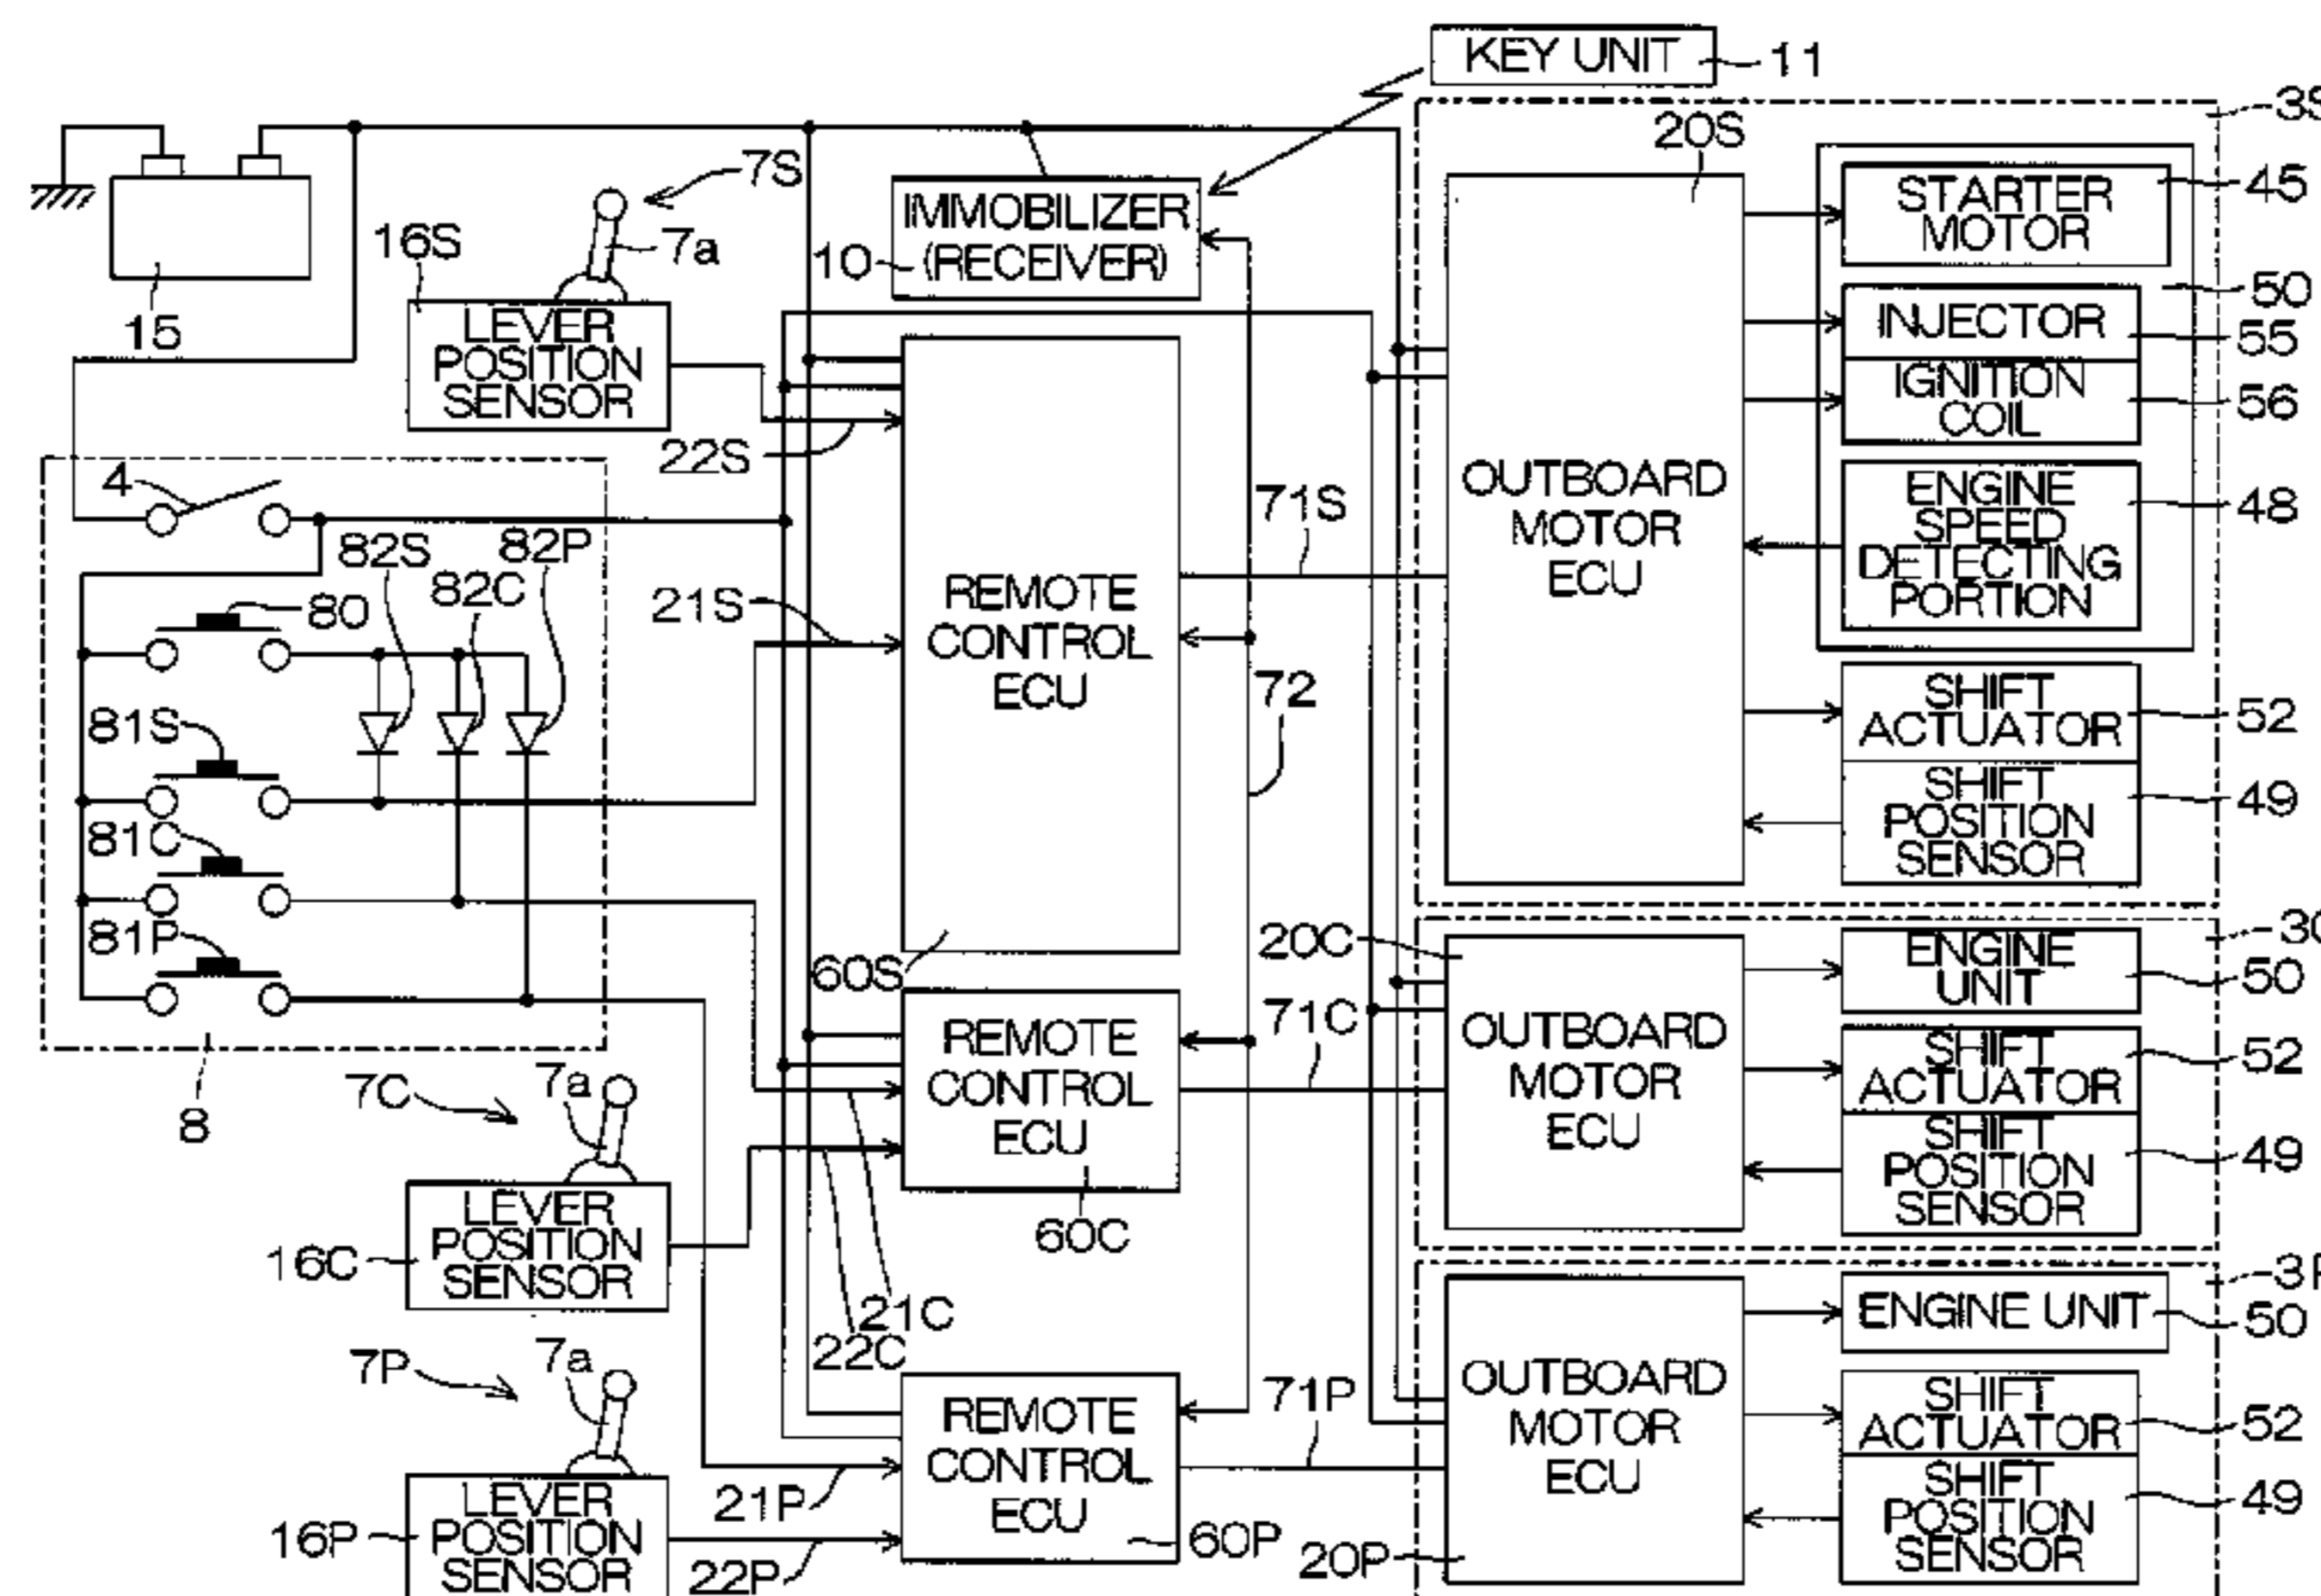 KEY UNIT
11
3S
20S
7S
STARTER
MOTOR
45
16S
7a
IMMOBILIZER
(RECEIVER)
10
50
15
LEVER
POSITION
SENSOR
INJECTOR
55
IGNITION
COIL
56
22S
4
OUTBOARD
MOTOR
ECU
71S
ENGINE
SPEED
DETECTING
PORTION
48
82S
82P
82C
80
21S
REMOTE
CONTROL
ECU
72
SHIFT
ACTUATOR
52
81S
SHIFT
POSITION
SENSOR
49
81C
81P
60S
20C
ENGINE
UNIT
50
71C
REMOTE
CONTROL
ECU
OUTBOARD
MOTOR
ECU
SHIFT
ACTUATOR
52
8
7C
7a
SHIFT
POSITION
SENSOR
49
LEVER
POSITION
SENSOR
16C
60C
21C
22C
ENGINE UNIT
50
7P
7a
71P
REMOTE
CONTROL
ECU
OUTBOARD
MOTOR
ECU
SHIFT
ACTUATOR
52
21P
LEVER
POSITION
SENSOR
16P
22P
60P
20P
SHIFT
POSITION
SENSOR
49